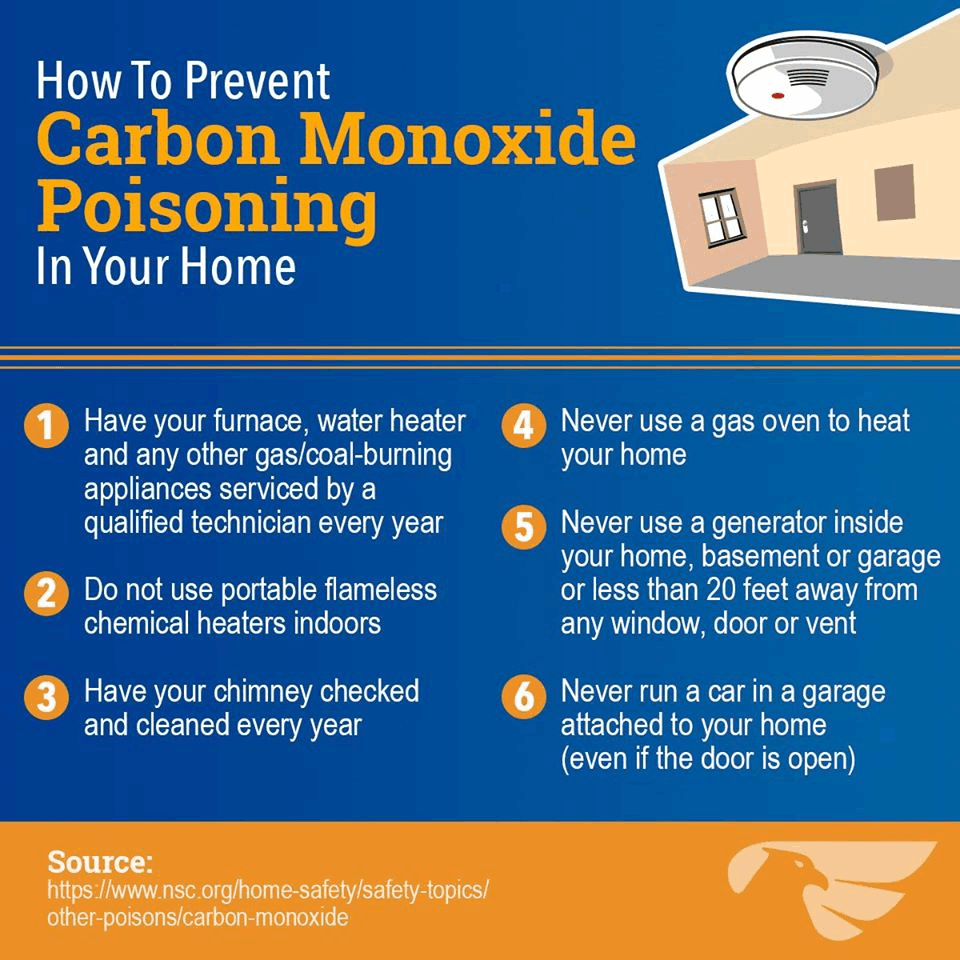 How To Prevent
Carbon Monoxide
Poisoning
In Your Home
1 Have your furnace, water heater
and any other gas/coal-burning
appliances serviced by a
qualified technician every year
2 Do not use portable flameless
chemical heaters indoors
3 Have your chimney checked
and cleaned every year
4 Never use a gas oven to heat
your home
5 Never use a generator inside
your home, basement or garage
or less than 20 feet away from
any window, door or vent
6 Never run a car in a garage
attached to your home
(even if the door is open)
Source:
https://www.nsc.org/home-safety/safety-topics/
other-poisons/carbon-monoxide